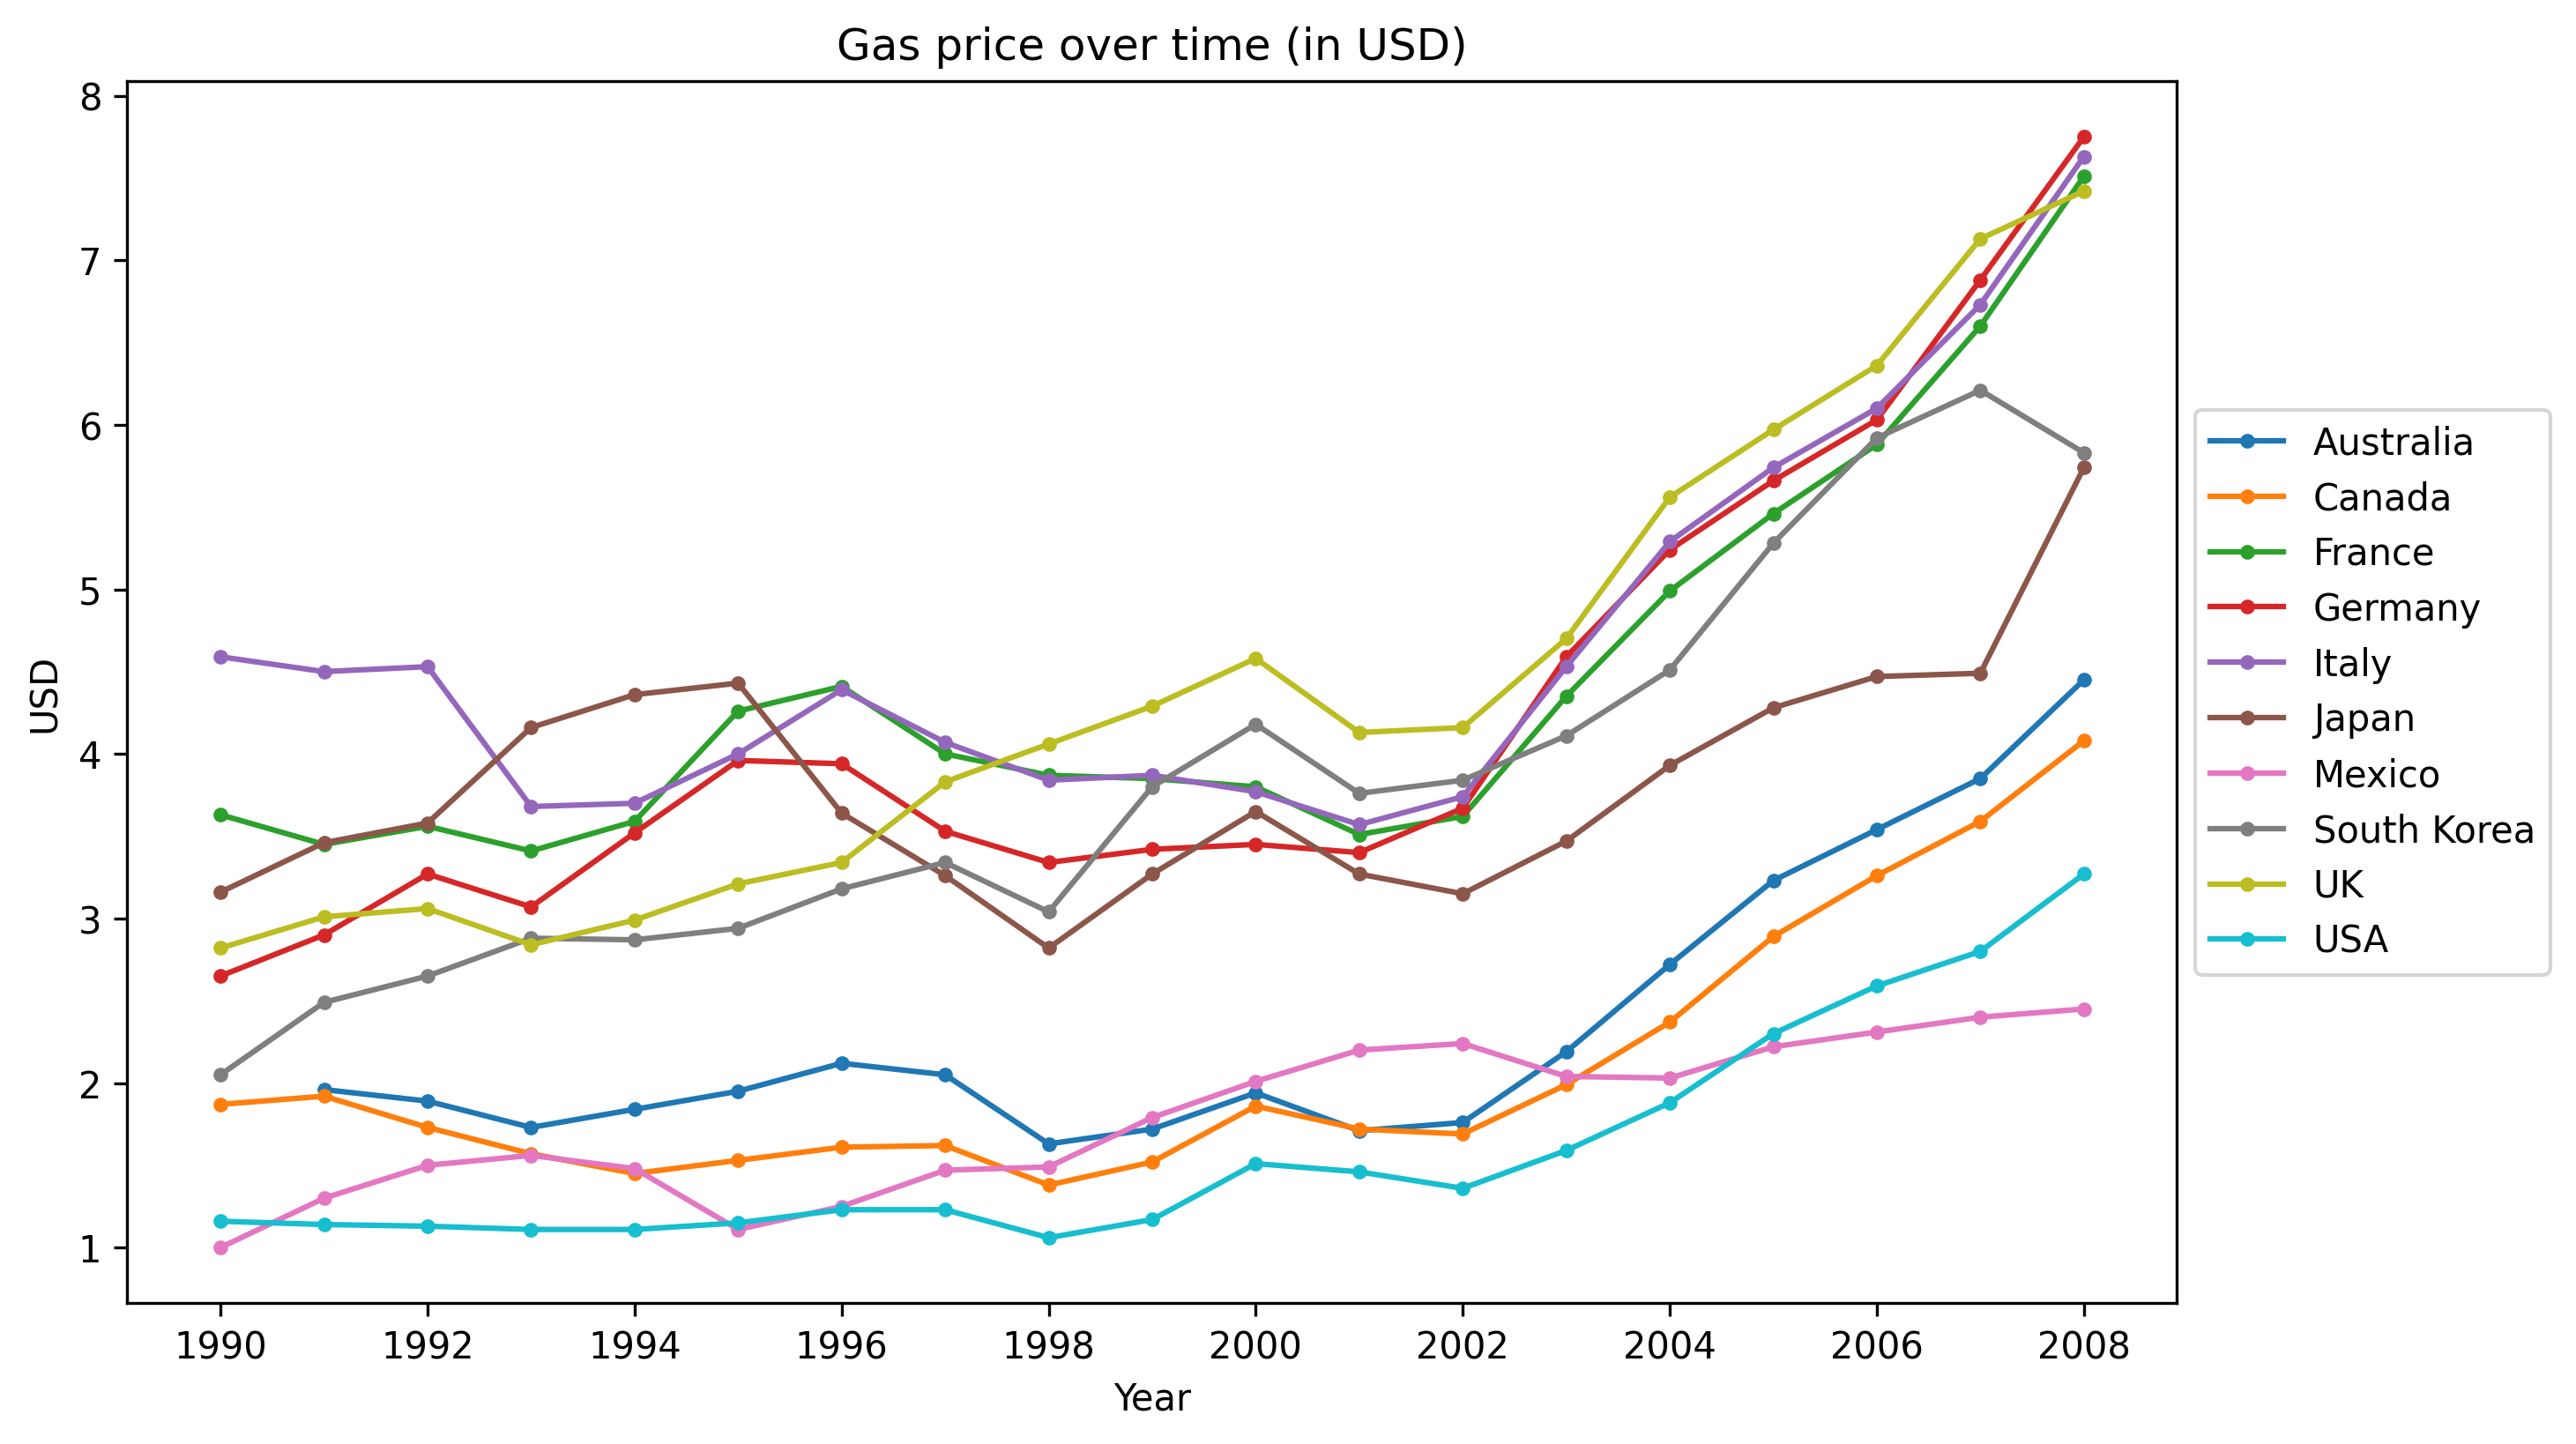 Gas price over time (in USD)
8
7
6
5
4
3
2
1
USD
1990 1992 1994 1996 1998 2000 2002 2004 2006 2008
Year
Australia
Canada
France
Germany
Italy
Japan
Mexico
South Korea
UK
USA